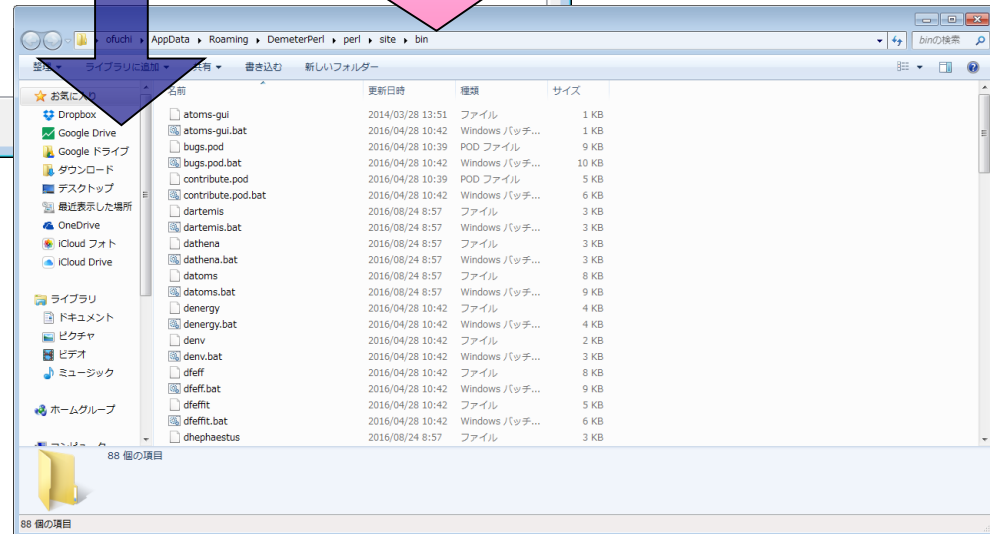 ofuchi ▸ AppData ▸ Roaming ▸ DemeterPerl ▸ perl ▸ site ▸ bin
binの検索
整理 ライブラリに追加 共有 書き込む 新しいフォルダー
名前 更新日時 種類 サイズ
お気に入り
Dropbox
Google Drive
Google ドライブ
ダウンロード
デスクトップ
最近表示した場所
OneDrive
iCloud フォト
iCloud Drive
ライブラリ
ドキュメント
ピクチャ
ビデオ
ミュージック
ホームグループ
atoms-gui 2014/03/28 13:51 ファイル 1 KB
atoms-gui.bat 2016/04/28 10:42 Windows バッチ... 1 KB
bugs.pod 2016/04/28 10:39 POD ファイル 9 KB
bugs.pod.bat 2016/04/28 10:42 Windows バッチ... 10 KB
contribute.pod 2016/04/28 10:39 POD ファイル 5 KB
contribute.pod.bat 2016/04/28 10:42 Windows バッチ... 6 KB
dartemis 2016/08/24 8:57 ファイル 3 KB
dartemis.bat 2016/08/24 8:57 Windows バッチ... 3 KB
dathena 2016/08/24 8:57 ファイル 3 KB
dathena.bat 2016/08/24 8:57 Windows バッチ... 3 KB
datoms 2016/08/24 8:57 ファイル 8 KB
datoms.bat 2016/08/24 8:57 Windows バッチ... 9 KB
denergy 2016/04/28 10:42 ファイル 4 KB
denergy.bat 2016/04/28 10:42 Windows バッチ... 4 KB
denv 2016/04/28 10:42 ファイル 2 KB
denv.bat 2016/04/28 10:42 Windows バッチ... 3 KB
dfeff 2016/04/28 10:42 ファイル 8 KB
dfeff.bat 2016/04/28 10:42 Windows バッチ... 9 KB
dfeffit 2016/04/28 10:42 ファイル 5 KB
dfeffit.bat 2016/04/28 10:42 Windows バッチ... 6 KB
dhephaestus 2016/08/24 8:57 ファイル 3 KB
88 個の項目
88 個の項目